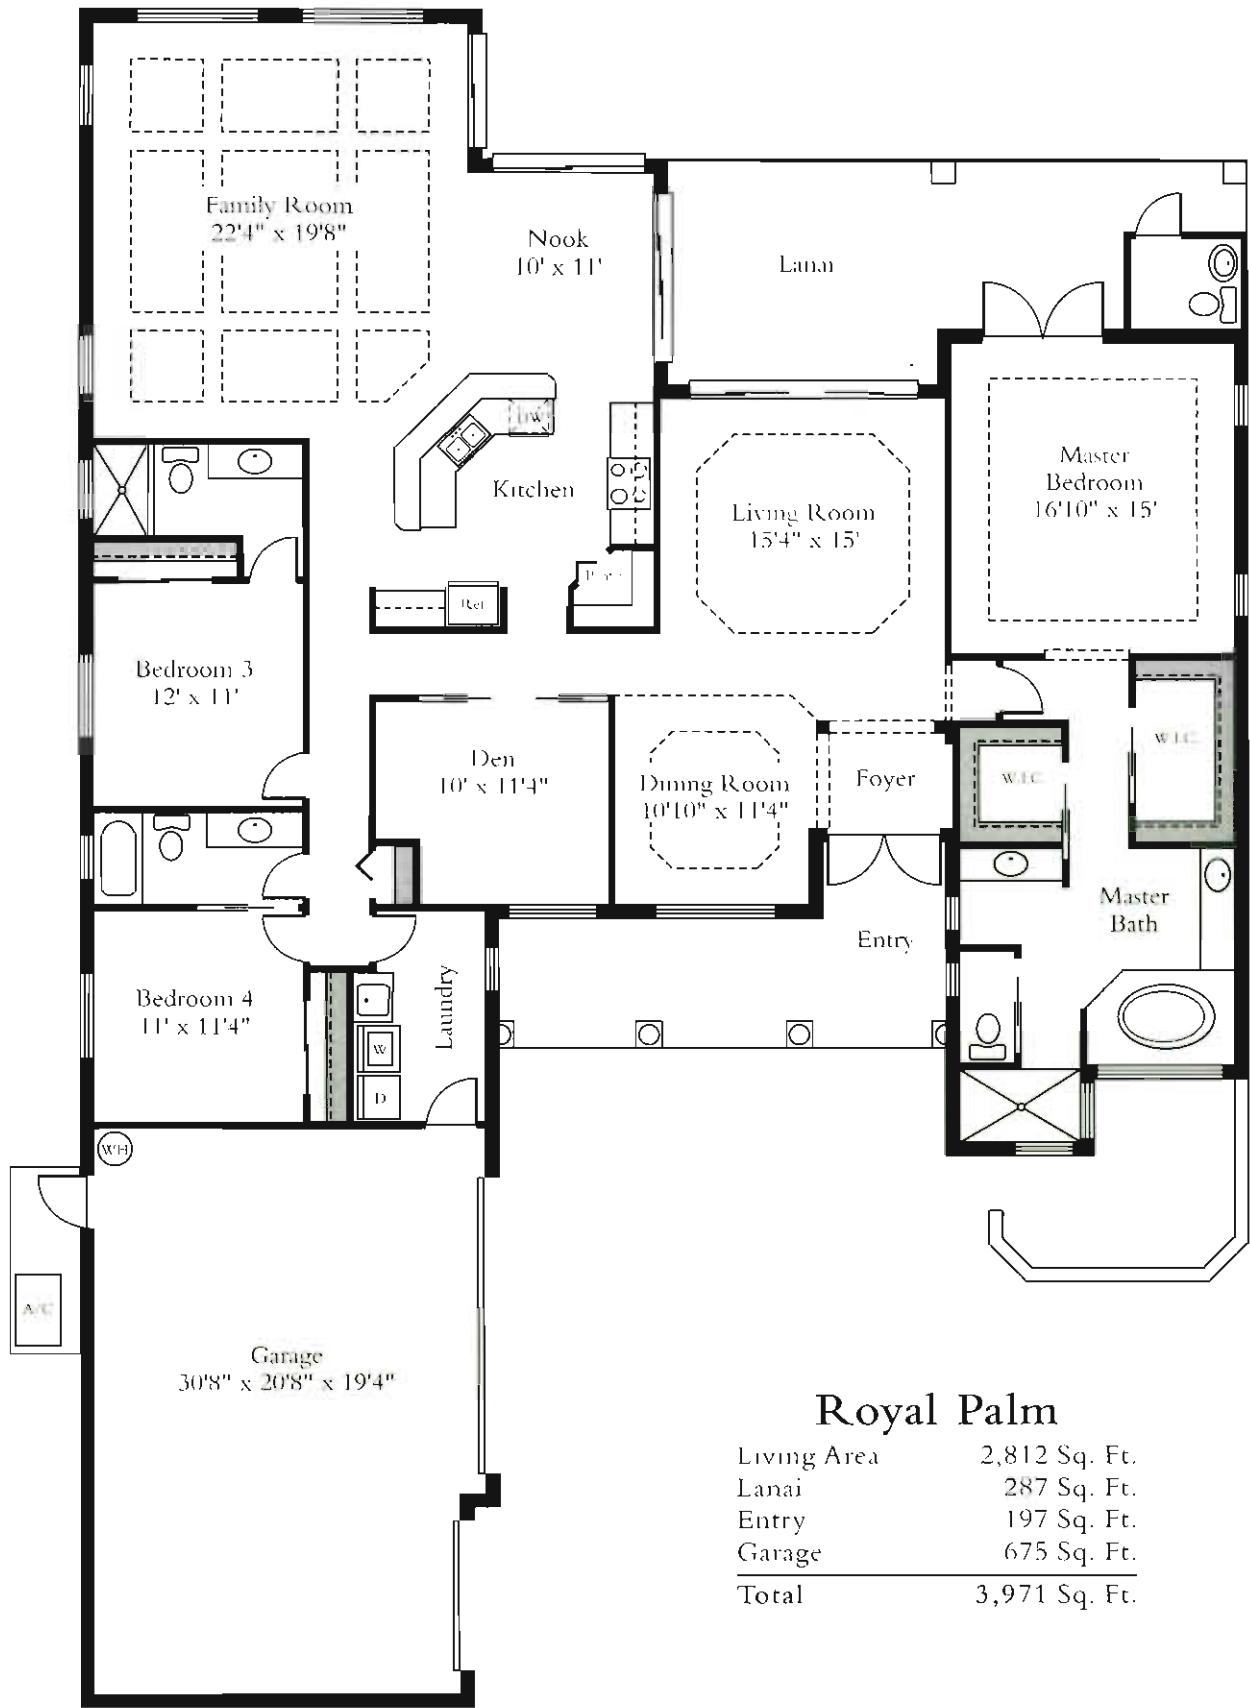 Family Room
22'4" x 19'8"
Nook
10' x 11'
Lanai
DW
Kitchen
Living Room
15'4" x 15'
Master
Bedroom
16'10" x 15'
Ref
Bedroom 3
12' x 11'
Den
10' x 11'4"
Dining Room
10'10" x 11'4"
Foyer
W.I.C.
W.I.C.
Master
Bath
Entry
Bedroom 4
11' x 11'4"
Laundry
W
D
WH
A/C
Garage
30'8" x 20'8" x 19'4"
Royal Palm
Living Area 2,812 Sq. Ft.
Lanai 287 Sq. Ft.
Entry 197 Sq. Ft.
Garage 675 Sq. Ft.
Total 3,971 Sq. Ft.